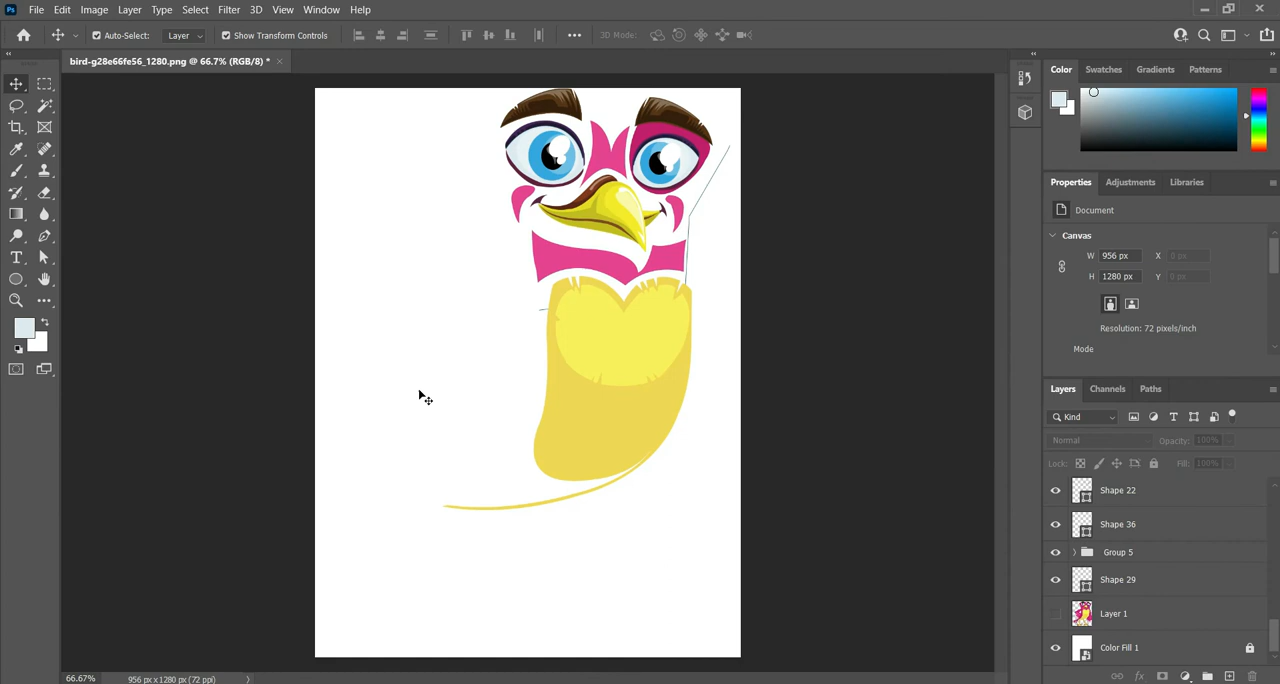 Ps File Edit Image Layer Type Select Filter 3D View Window Help
Auto-Select: Layer Show Transform Controls 3D Mode:
bird-g28e66fe56_1280.png @ 66.7% (RGB/8) *
Color Swatches Gradients Patterns
Properties Adjustments Libraries
Document
Canvas
W 956 px X 0 px
H 1280 px Y 0 px
Resolution: 72 pixels/inch
Mode
Layers Channels Paths
Kind
Normal Opacity: 100%
Lock: Fill: 100%
Shape 22
Shape 36
Group 5
Shape 29
Layer 1
Color Fill 1
66.67% 956 px x 1280 px (72 ppi)